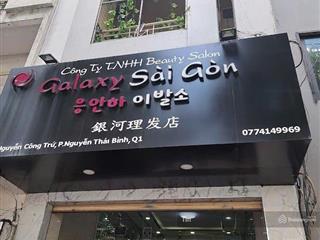 Công Ty TNHH Beauty Salon
Galaxy Sài Gòn
응안하 이발소
銀河理发店
Nguyễn Công Trứ, P.Nguyễn Thái Bình, Q1
0774149969